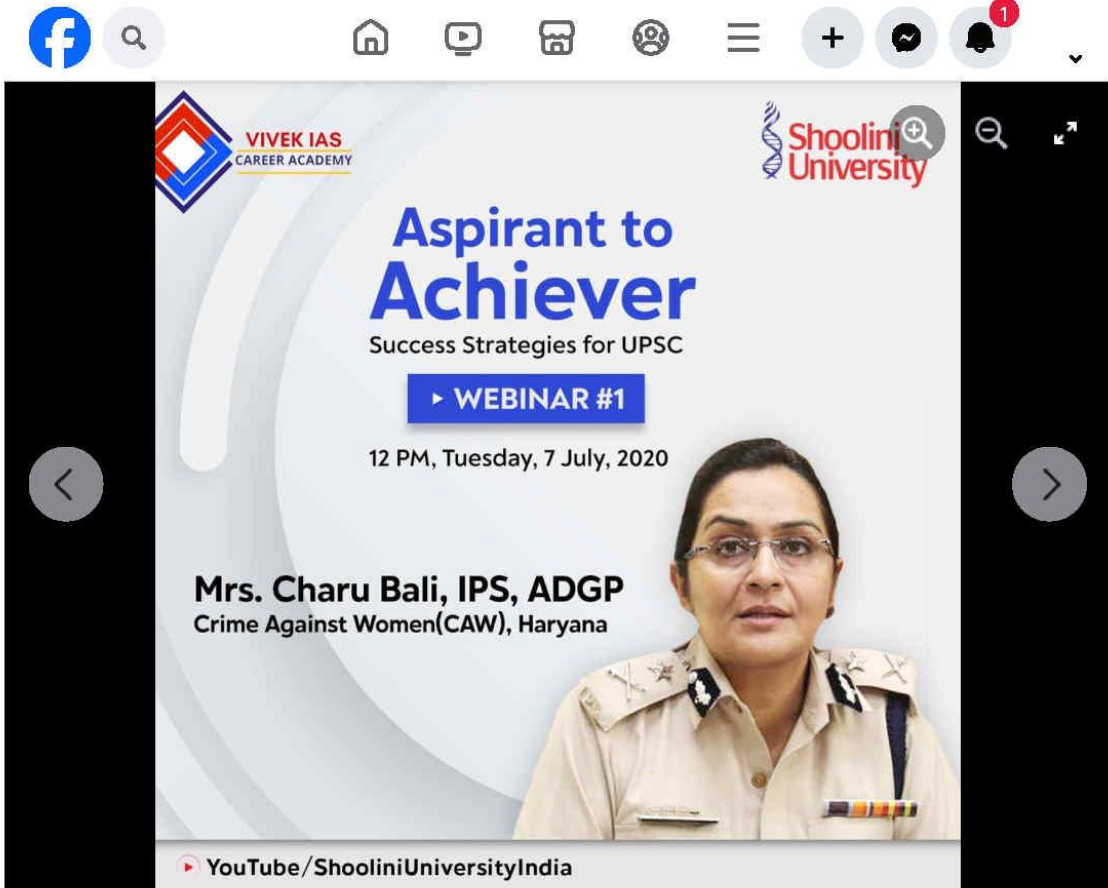 1
VIVEK IAS
CAREER ACADEMY
Shoolini
University
Aspirant to
Achiever
Success Strategies for UPSC
WEBINAR #1
12 PM, Tuesday, 7 July, 2020
Mrs. Charu Bali, IPS, ADGP
Crime Against Women(CAW), Haryana
YouTube/ShooliniUniversityIndia